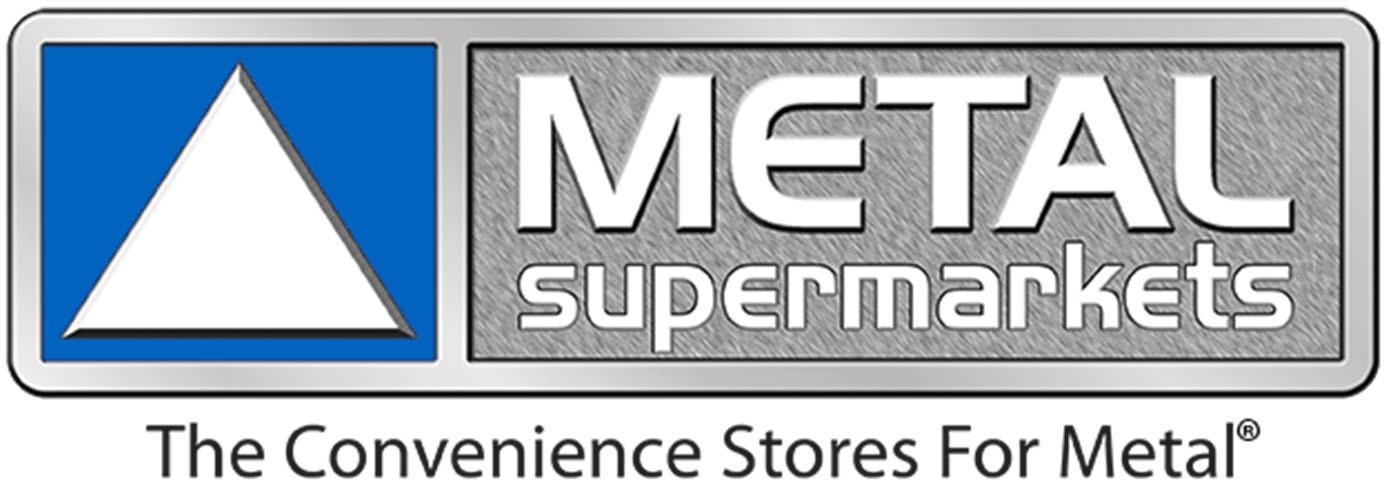 METAL
supermarkets
The Convenience Stores For Metal®